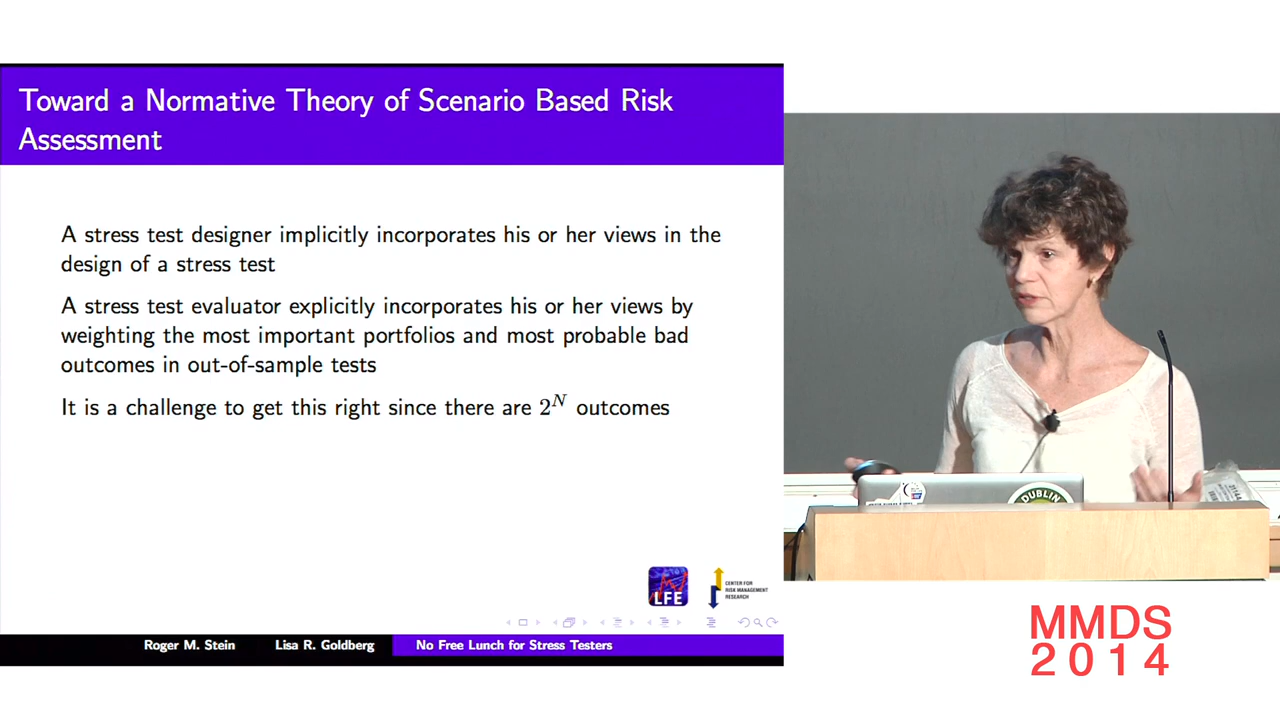 Toward a Normative Theory of Scenario Based Risk
Assessment
A stress test designer implicitly incorporates his or her views in the
design of a stress test
A stress test evaluator explicitly incorporates his or her views by
weighting the most important portfolios and most probable bad
outcomes in out-of-sample tests
It is a challenge to get this right since there are 2^N outcomes
LFE
CENTER FOR
RISK MANAGEMENT
RESEARCH
Roger M. Stein Lisa R. Goldberg No Free Lunch for Stress Testers
DUBLIN
MMDS
2014